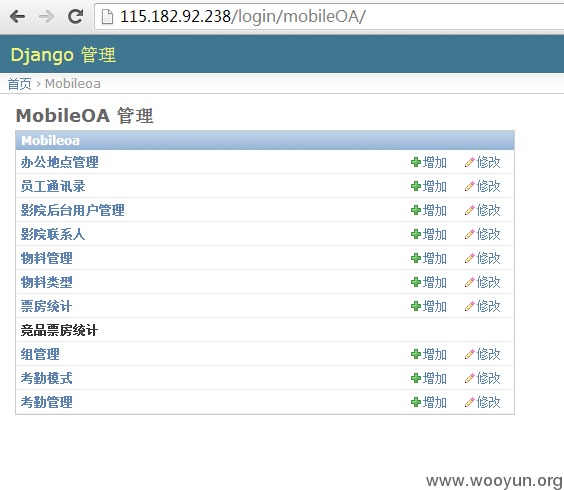 115.182.92.238/login/mobileOA/
Django 管理
首页 › Mobileoa
MobileOA 管理
Mobileoa
办公地点管理 增加 修改
员工通讯录 增加 修改
影院后台用户管理 增加 修改
影院联系人 增加 修改
物料管理 增加 修改
物料类型 增加 修改
票房统计 增加 修改
竞品票房统计
组管理 增加 修改
考勤模式 增加 修改
考勤管理 增加 修改
www.wooyun.org